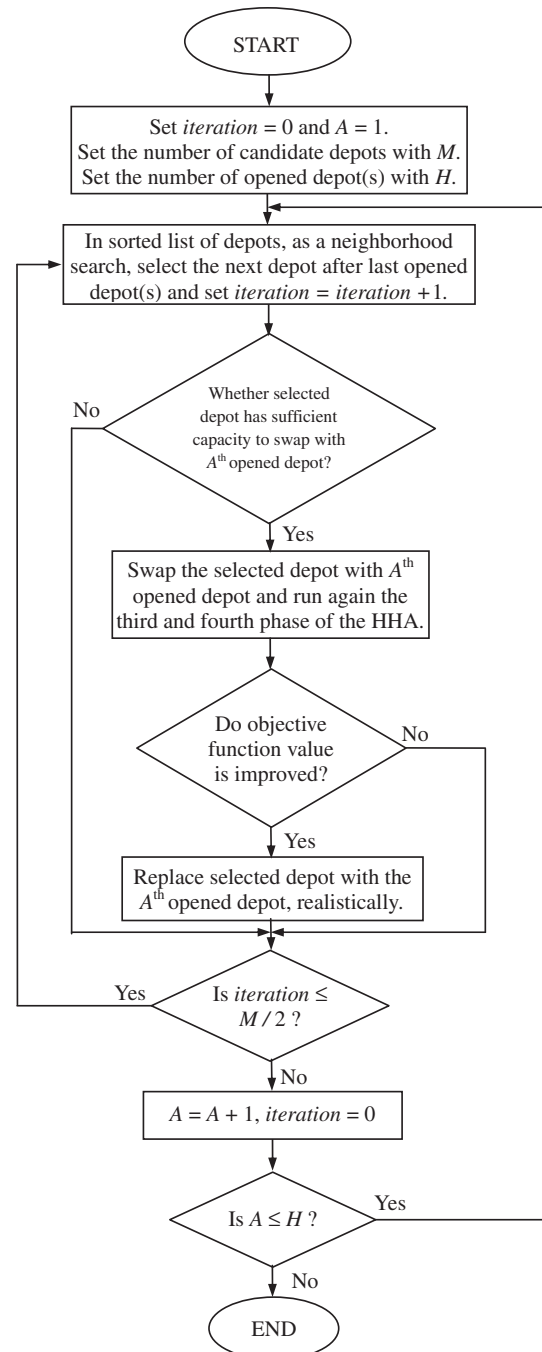 START
Set iteration = 0 and A = 1.
Set the number of candidate depots with M.
Set the number of opened depot(s) with H.
In sorted list of depots, as a neighborhood
search, select the next depot after last opened
depot(s) and set iteration = iteration +1.
Whether selected
depot has sufficient
capacity to swap with
Ath opened depot?
No
Yes
Swap the selected depot with Ath
opened depot and run again the
third and fourth phase of the HHA.
Do objective
function value
is improved?
No
Yes
Replace selected depot with the
Ath opened depot, realistically.
Is iteration ≤
M / 2 ?
Yes
No
A = A + 1, iteration = 0
Is A ≤ H ?
Yes
No
END